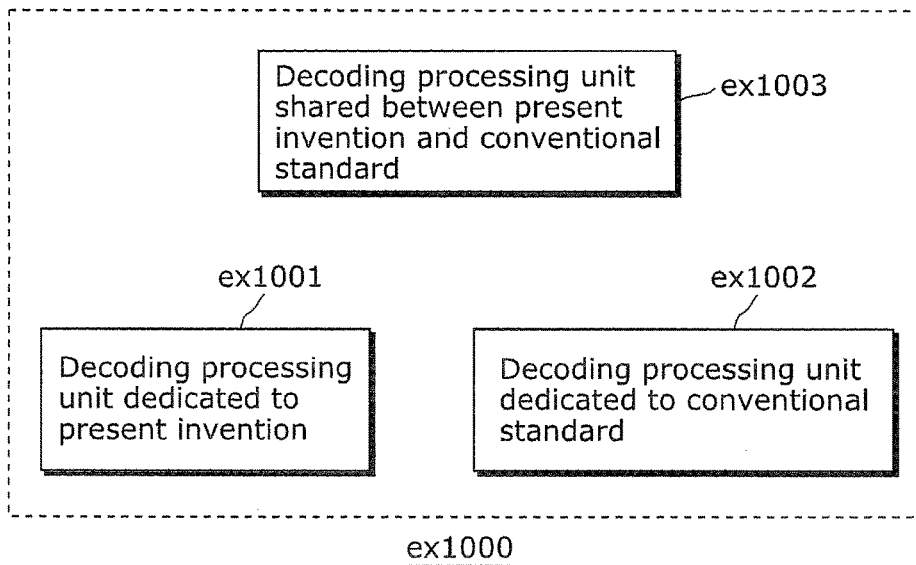 Decoding processing unit
shared between present
invention and conventional
standard
ex1003
ex1001
ex1002
Decoding processing
unit dedicated to
present invention
Decoding processing unit
dedicated to conventional
standard
ex1000